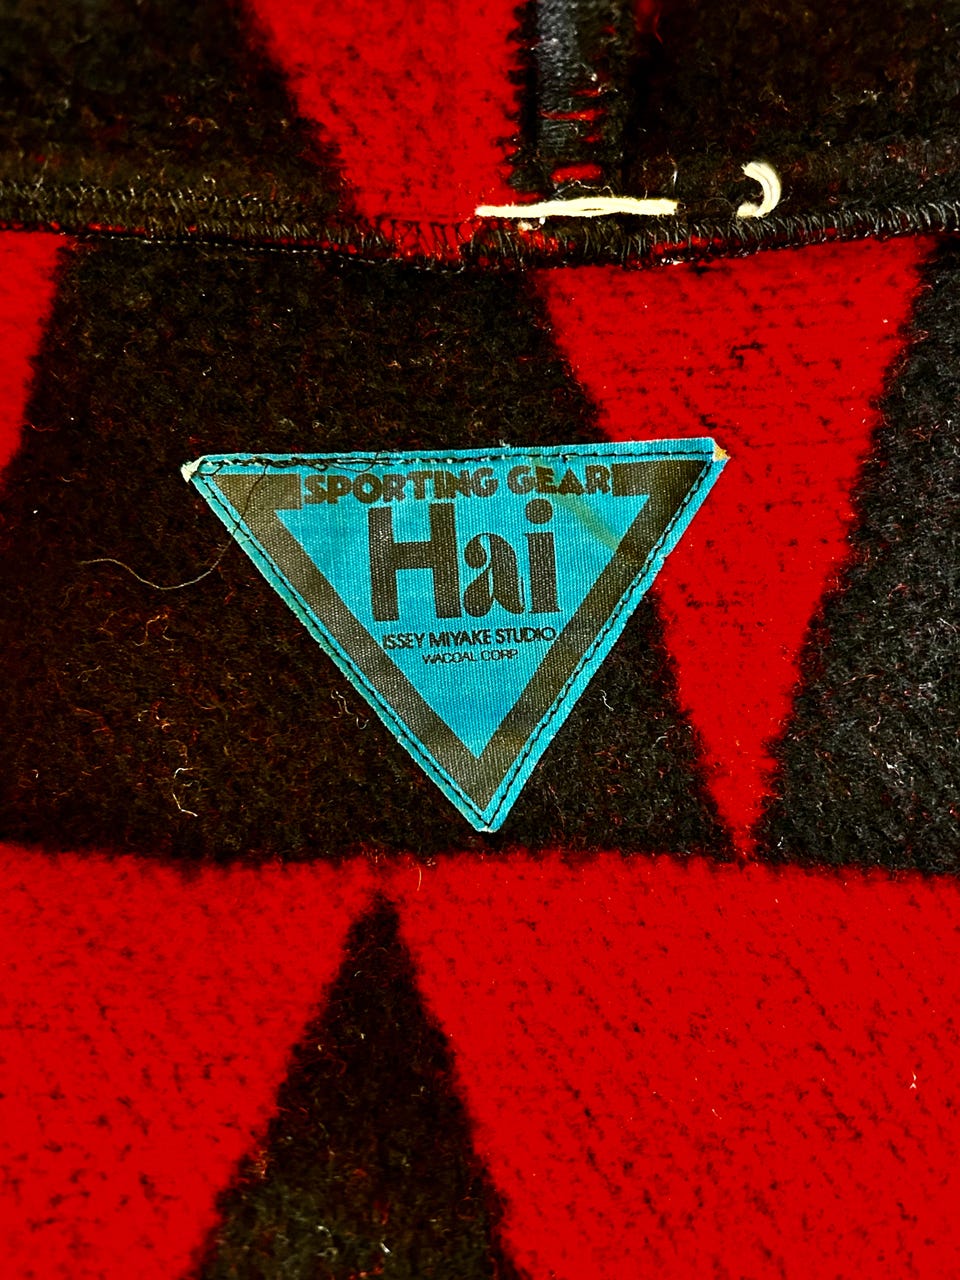 SPORTING GEAR
Hai
ISSEY MIYAKE STUDIO
WACOAL CORP